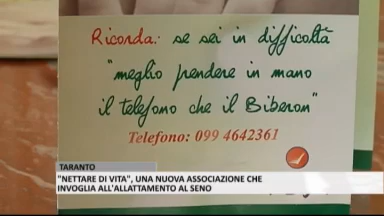 Ricorda: se sei in difficoltà
"meglio prendere in mano
il telefono che il Biberon"
Telefono: 099 4642361
TARANTO
"NETTARE DI VITA", UNA NUOVA ASSOCIAZIONE CHE
INVOGLIA ALL'ALLATTAMENTO AL SENO